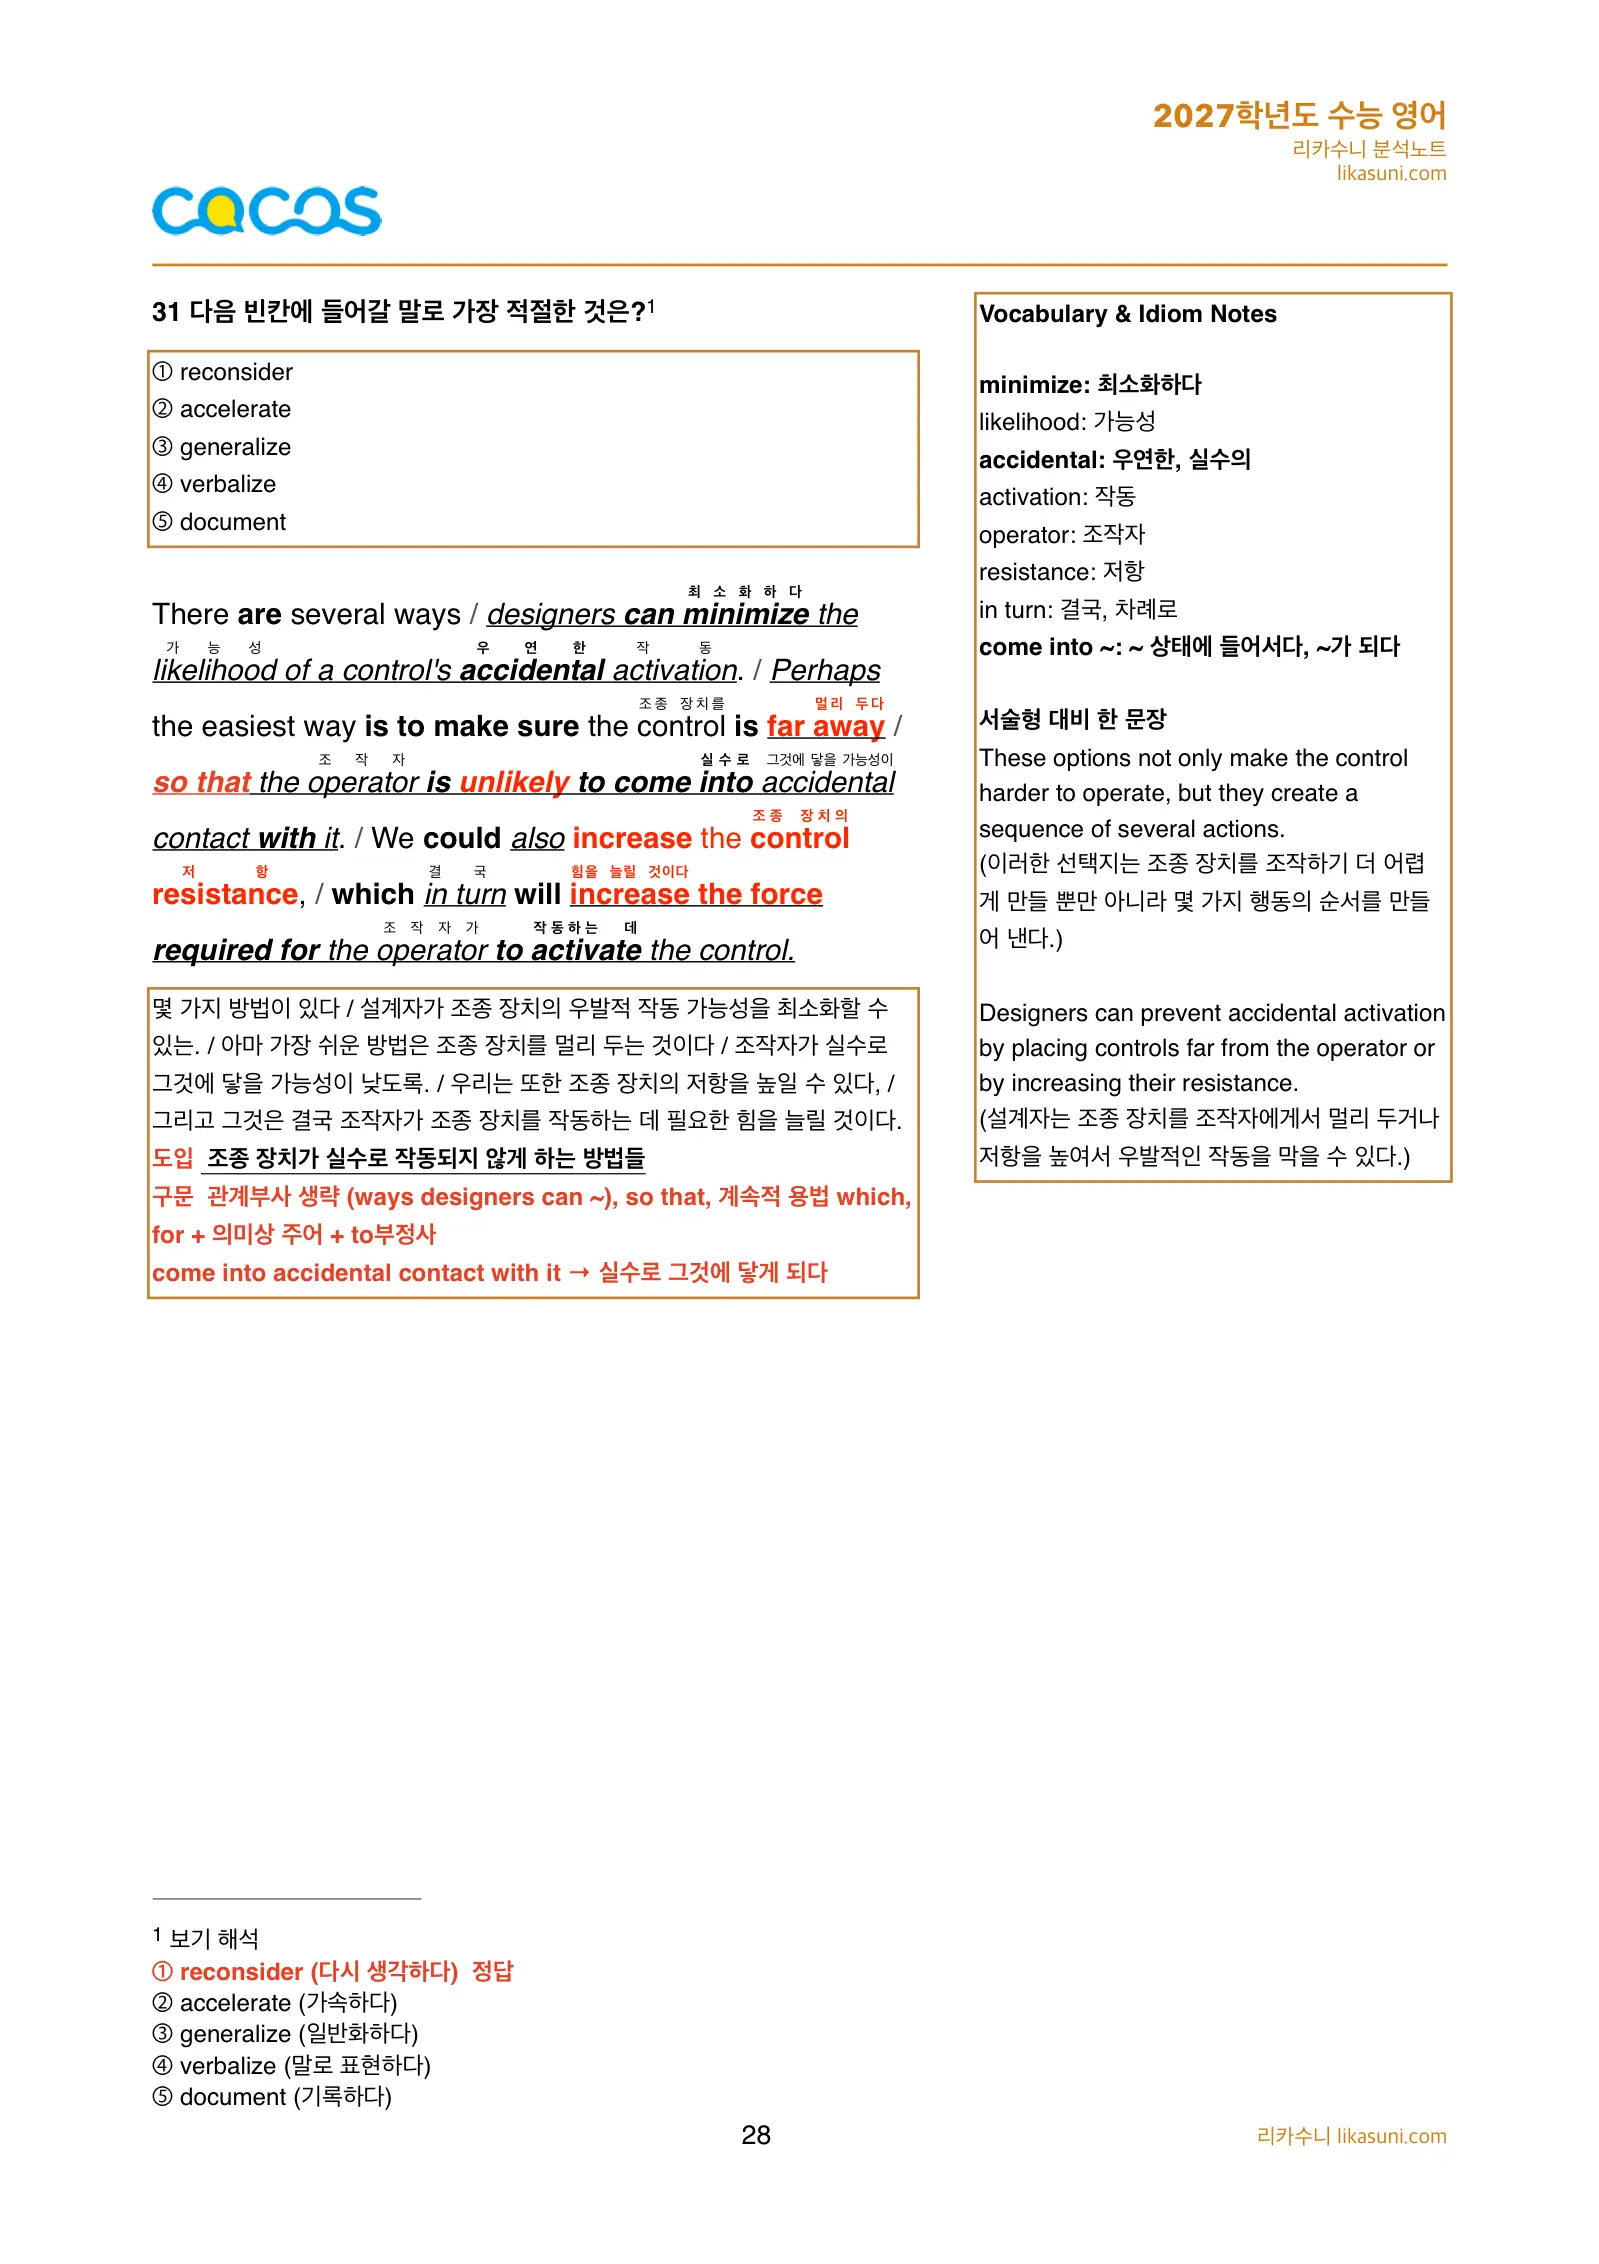 2027학년도 수능 영어
리카수니 분석노트
likasuni.com
cacos
31 다음 빈칸에 들어갈 말로 가장 적절한 것은?1
① reconsider
② accelerate
③ generalize
④ verbalize
⑤ document
최소화하다
There are several ways / designers can minimize the
가능성 우연한 작동
likelihood of a control's accidental activation. / Perhaps
조종 장치를 멀리 두다
the easiest way is to make sure the control is far away /
조작자 실수로 그것에 닿을 가능성이
so that the operator is unlikely to come into accidental
조종 장치의
contact with it. / We could also increase the control
저항 결국 힘을 늘릴 것이다
resistance, / which in turn will increase the force
조작자가 작동하는 데
required for the operator to activate the control.
몇 가지 방법이 있다 / 설계자가 조종 장치의 우발적 작동 가능성을 최소화할 수
있는. / 아마 가장 쉬운 방법은 조종 장치를 멀리 두는 것이다 / 조작자가 실수로
그것에 닿을 가능성이 낮도록. / 우리는 또한 조종 장치의 저항을 높일 수 있다, /
그리고 그것은 결국 조작자가 조종 장치를 작동하는 데 필요한 힘을 늘릴 것이다.
도입 조종 장치가 실수로 작동되지 않게 하는 방법들
구문 관계부사 생략 (ways designers can ~), so that, 계속적 용법 which,
for + 의미상 주어 + to부정사
come into accidental contact with it → 실수로 그것에 닿게 되다
Vocabulary & Idiom Notes
minimize: 최소화하다
likelihood: 가능성
accidental: 우연한, 실수의
activation: 작동
operator: 조작자
resistance: 저항
in turn: 결국, 차례로
come into ~: ~ 상태에 들어서다, ~가 되다
서술형 대비 한 문장
These options not only make the control
harder to operate, but they create a
sequence of several actions.
(이러한 선택지는 조종 장치를 조작하기 더 어렵
게 만들 뿐만 아니라 몇 가지 행동의 순서를 만들
어 낸다.)
Designers can prevent accidental activation
by placing controls far from the operator or
by increasing their resistance.
(설계자는 조종 장치를 조작자에게서 멀리 두거나
저항을 높여서 우발적인 작동을 막을 수 있다.)
1 보기 해석
① reconsider (다시 생각하다) 정답
② accelerate (가속하다)
③ generalize (일반화하다)
④ verbalize (말로 표현하다)
⑤ document (기록하다)
28
리카수니 likasuni.com